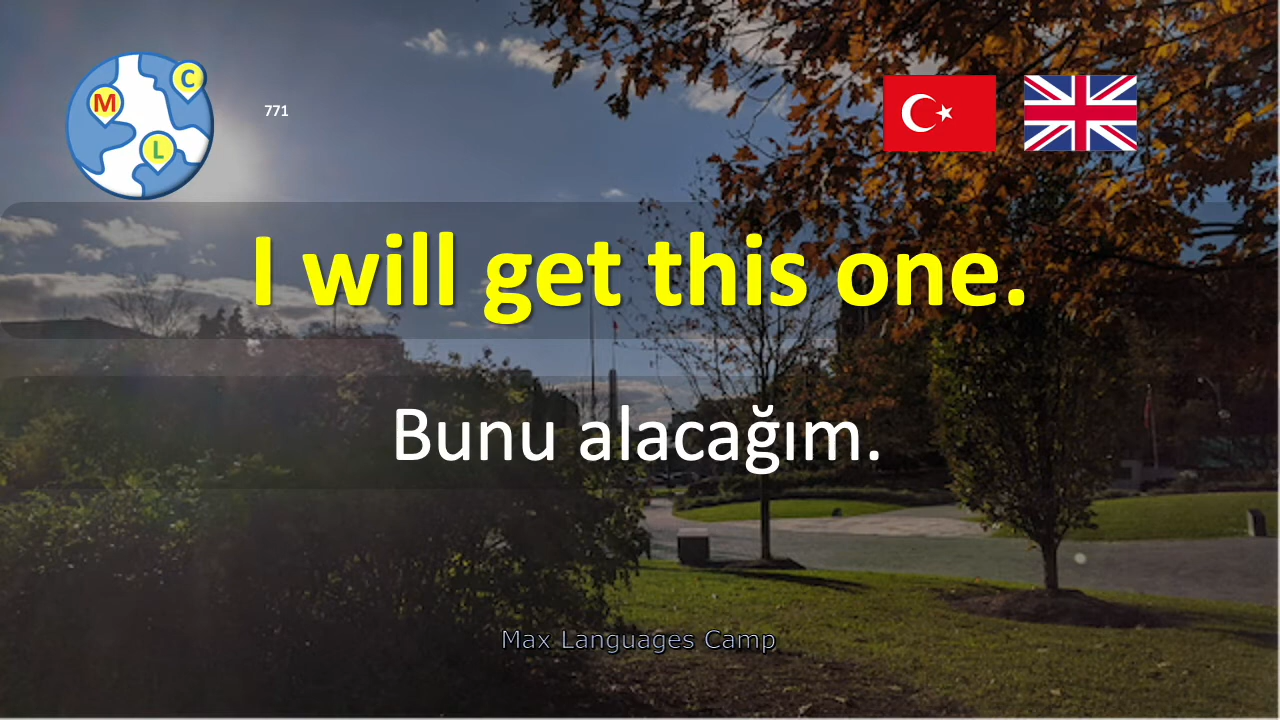 M
C
L
771
I will get this one.
Bunu alacağım.
Max Languages Camp